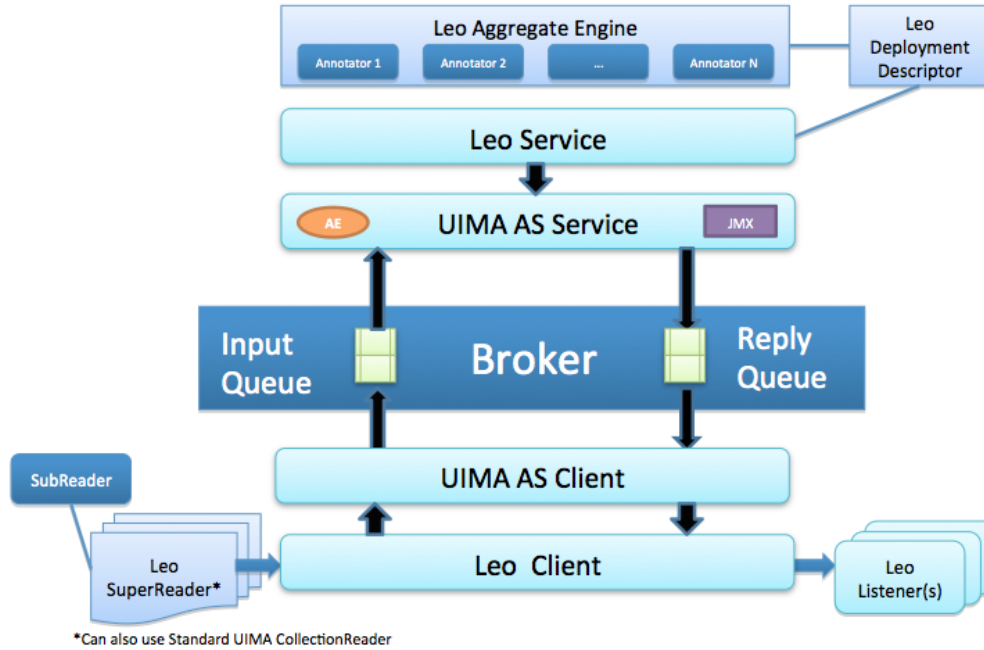 Leo Aggregate Engine
Annotator 1
Annotator 2
...
Annotator N
Leo
Deployment
Descriptor
Leo Service
AE
UIMA AS Service
JMX
Input
Queue
Broker
Reply
Queue
SubReader
UIMA AS Client
Leo
SuperReader*
Leo Client
Leo
Listener(s)
*Can also use Standard UIMA CollectionReader